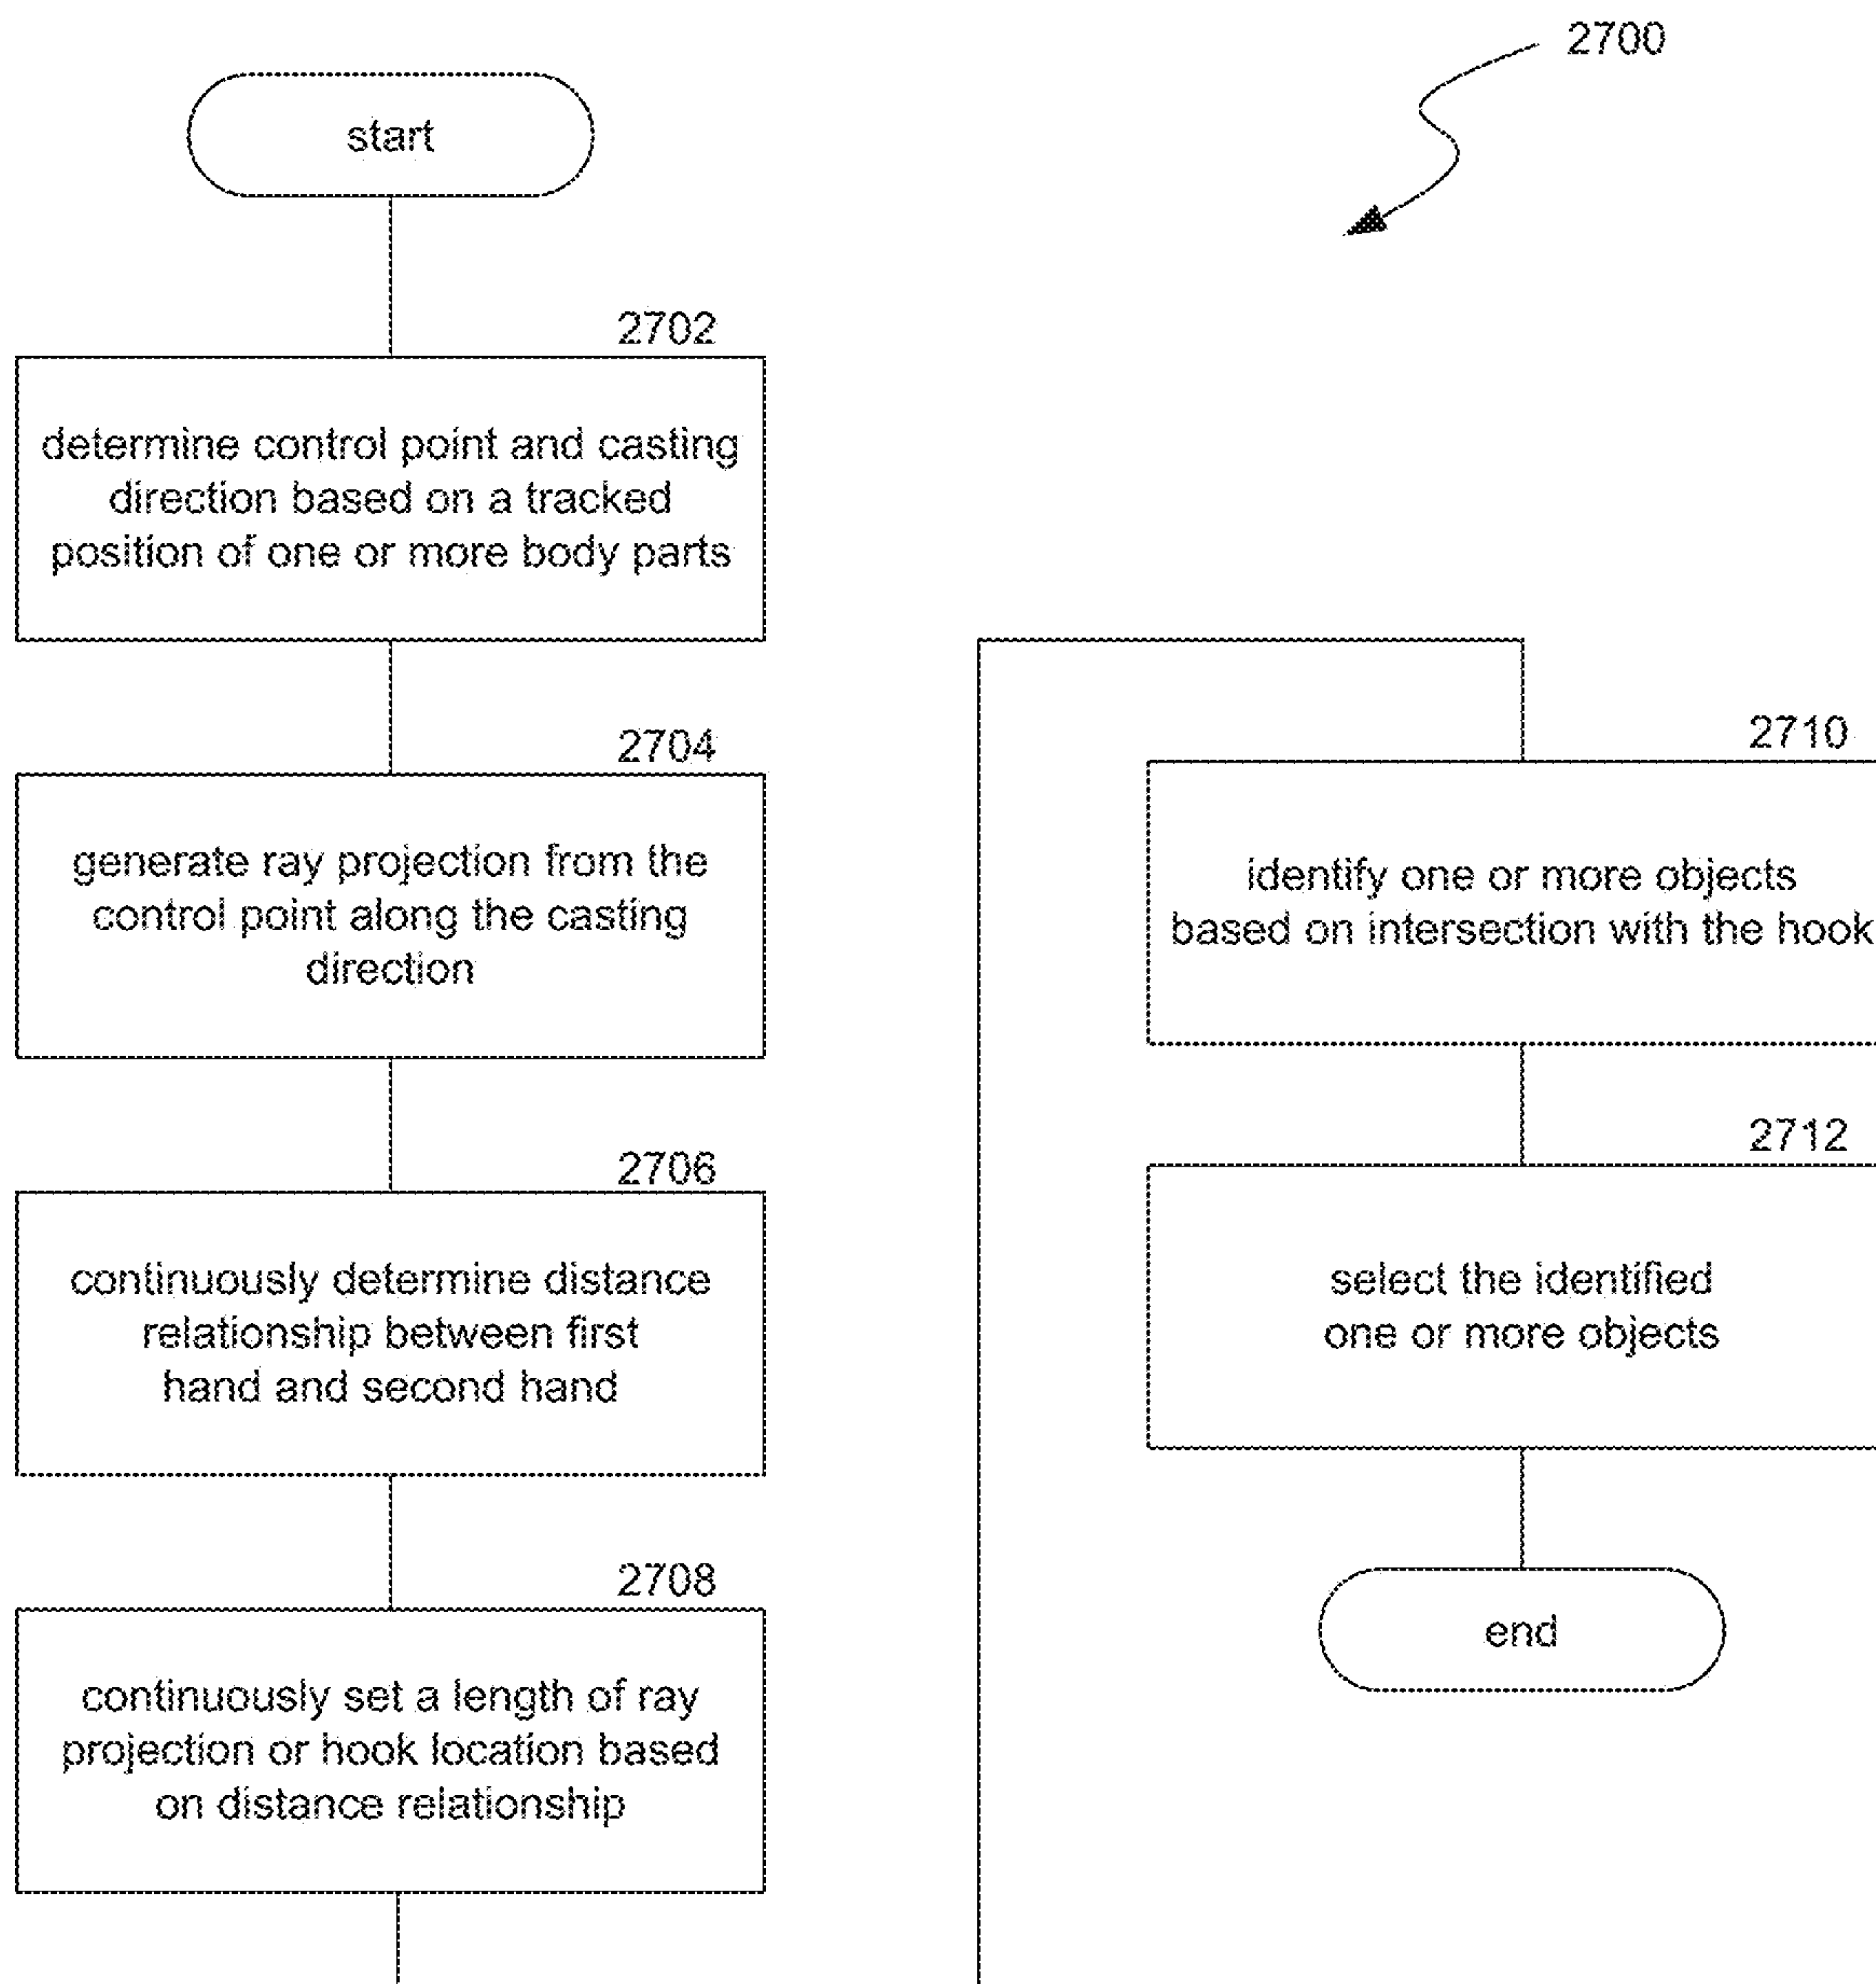 2700
start
2702
determine control point and casting
direction based on a tracked
position of one or more body parts
2704
generate ray projection from the
control point along the casting
direction
2706
continuously determine distance
relationship between first
hand and second hand
2708
continuously set a length of ray
projection or hook location based
on distance relationship
2710
identify one or more objects
based on intersection with the hook
2712
select the identified
one or more objects
end